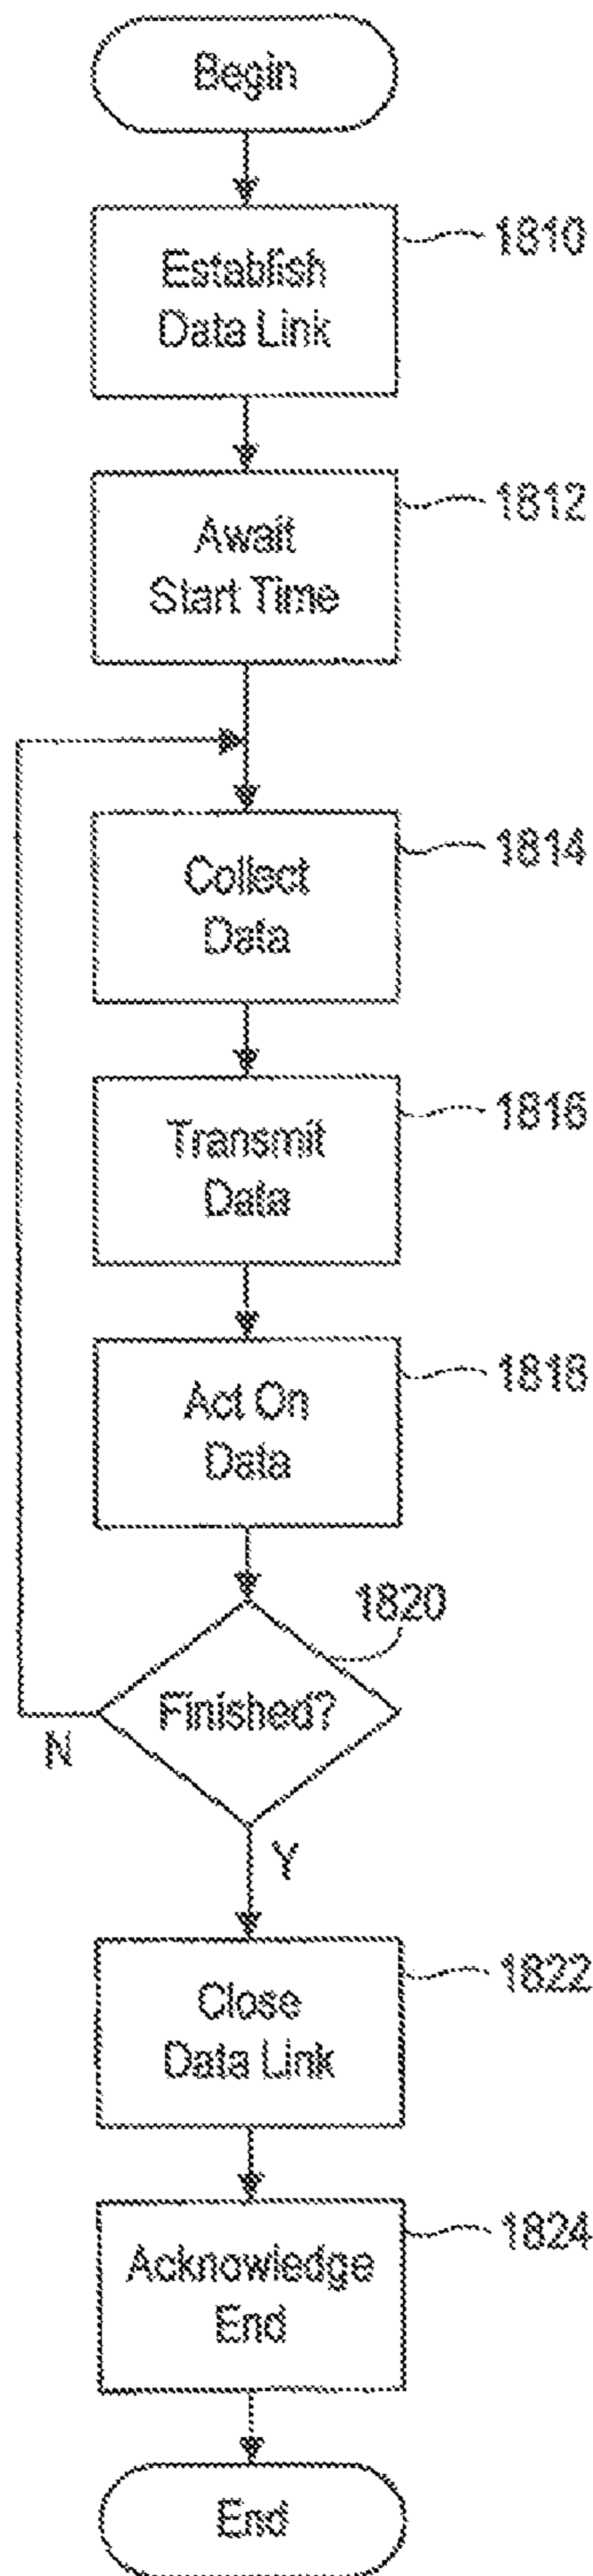 Begin
Establish
Data Link
1810
Await
Start Time
1812
Collect
Data
1814
Transmit
Data
1816
Act On
Data
1818
1820
Finished?
N
Y
Close
Data Link
1822
Acknowledge
End
1824
End